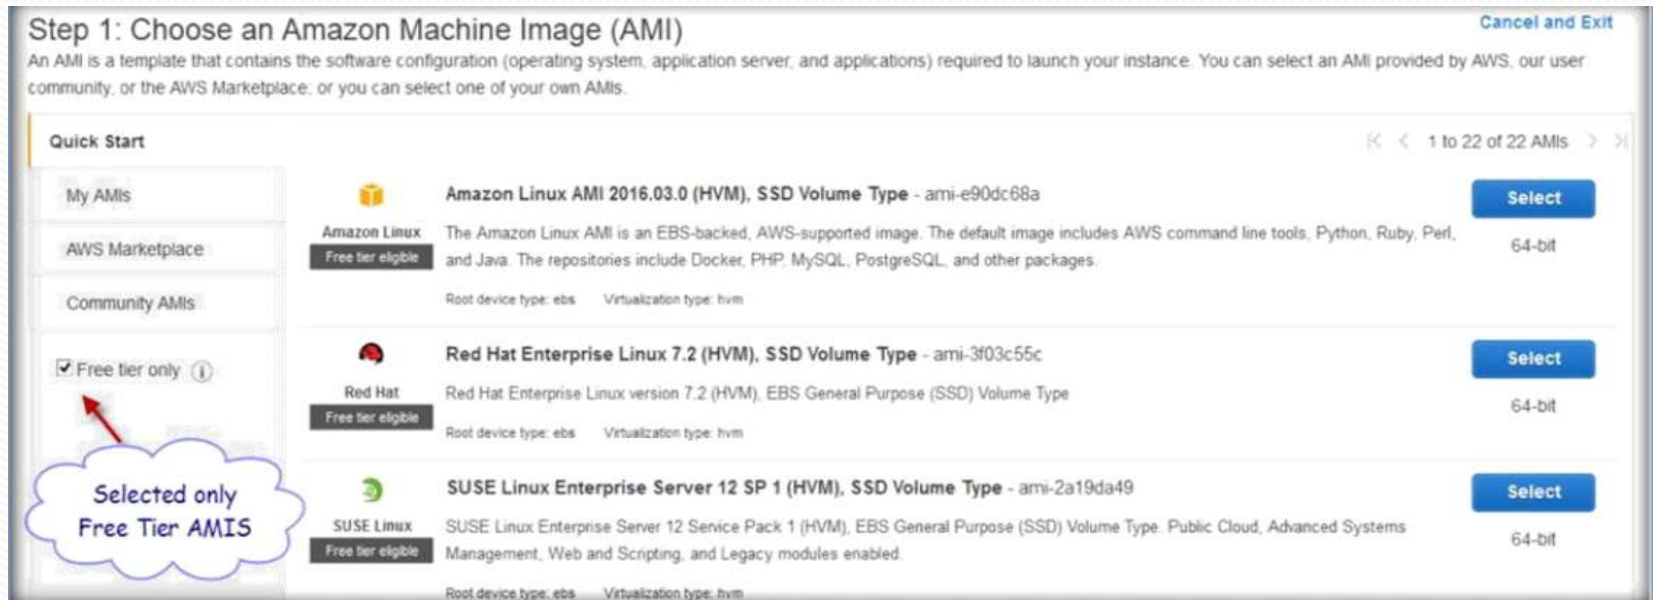 Step 1: Choose an Amazon Machine Image (AMI)
Cancel and Exit
An AMI is a template that contains the software configuration (operating system, application server, and applications) required to launch your instance. You can select an AMI provided by AWS, our user
community, or the AWS Marketplace; or you can select one of your own AMIs.
Quick Start
1 to 22 of 22 AMIs
My AMIs
AWS Marketplace
Community AMIs
Free tier only
Selected only
Free Tier AMIS
Amazon Linux
Free tier eligible
Amazon Linux AMI 2016.03.0 (HVM), SSD Volume Type - ami-e90dc68a
Select
The Amazon Linux AMI is an EBS-backed, AWS-supported image. The default image includes AWS command line tools, Python, Ruby, Perl,
and Java. The repositories include Docker, PHP, MySQL, PostgreSQL, and other packages.
64-bit
Root device type: ebs Virtualization type: hvm
Red Hat
Free tier eligible
Red Hat Enterprise Linux 7.2 (HVM), SSD Volume Type - ami-3f03c55c
Select
Red Hat Enterprise Linux version 7.2 (HVM), EBS General Purpose (SSD) Volume Type
64-bit
Root device type: ebs Virtualization type: hvm
SUSE Linux
Free tier eligible
SUSE Linux Enterprise Server 12 SP 1 (HVM), SSD Volume Type - ami-2a19da49
Select
SUSE Linux Enterprise Server 12 Service Pack 1 (HVM), EBS General Purpose (SSD) Volume Type. Public Cloud, Advanced Systems
Management, Web and Scripting, and Legacy modules enabled.
64-bit
Root device type: ebs Virtualization type: hvm